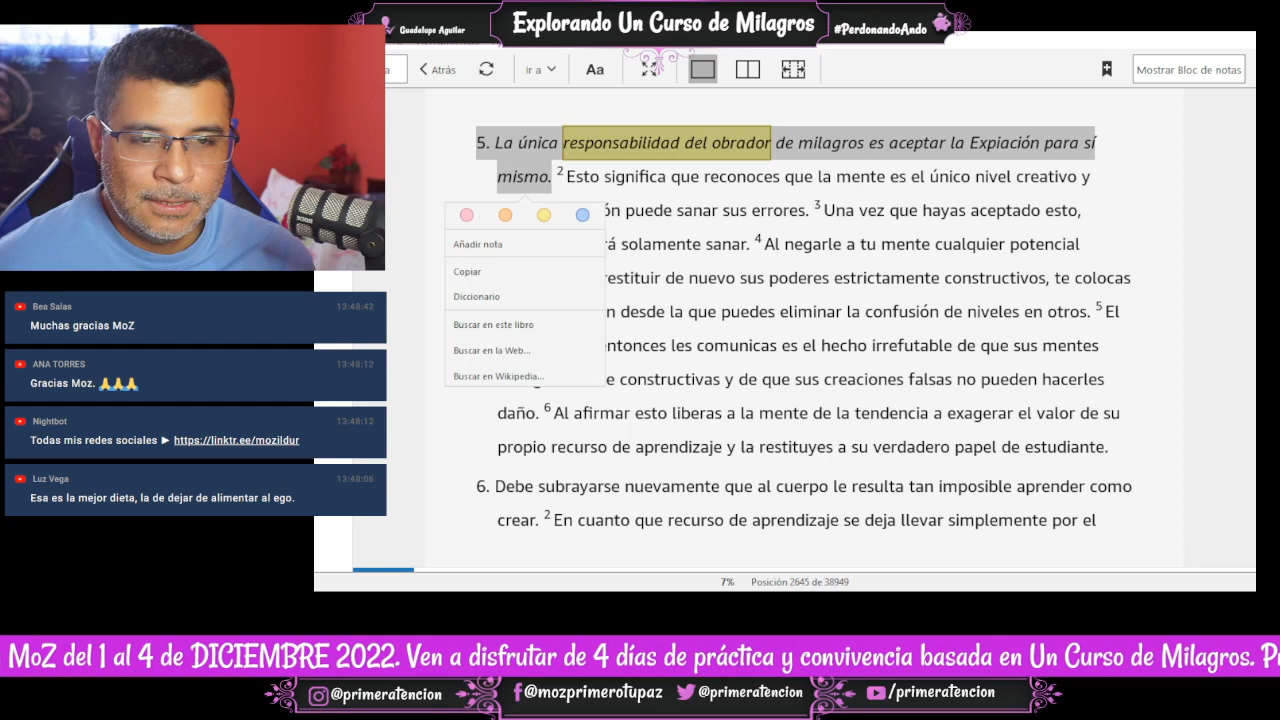 Guadalupe Aguilar
Explorando Un Curso de Milagros
#PerdonandoAndo
a
Atrás
Ir a
Aa
Mostrar Bloc de notas
5. La única responsabilidad del obrador de milagros es aceptar la Expiación para sí
mismo. 2 Esto significa que reconoces que la mente es el único nivel creativo y
ón puede sanar sus errores. 3 Una vez que hayas aceptado esto,
rá solamente sanar. 4 Al negarle a tu mente cualquier potencial
restituir de nuevo sus poderes estrictamente constructivos, te colocas
n desde la que puedes eliminar la confusión de niveles en otros. 5 El
entonces les comunicas es el hecho irrefutable de que sus mentes
e constructivas y de que sus creaciones falsas no pueden hacerles
daño. 6 Al afirmar esto liberas a la mente de la tendencia a exagerar el valor de su
propio recurso de aprendizaje y la restituyes a su verdadero papel de estudiante.
6. Debe subrayarse nuevamente que al cuerpo le resulta tan imposible aprender como
crear. 2 En cuanto que recurso de aprendizaje se deja llevar simplemente por el
Añadir nota
Copiar
Diccionario
Buscar en este libro
Buscar en la Web...
Buscar en Wikipedia...
7%
Posición 2645 de 38949
Bea Salas
13:48:42
Muchas gracias MoZ
ANA TORRES
13:48:12
Gracias Moz. 🙏🙏🙏
Nightbot
13:48:12
Todas mis redes sociales ► https://linktr.ee/mozildur
Luz Vega
13:48:06
Esa es la mejor dieta, la de dejar de alimentar al ego.
MoZ del 1 al 4 de DICIEMBRE 2022. Ven a disfrutar de 4 días de práctica y convivencia basada en Un Curso de Milagros.
@primeratencion
@mozprimerotupaz
@primeratencion
/primeratencion